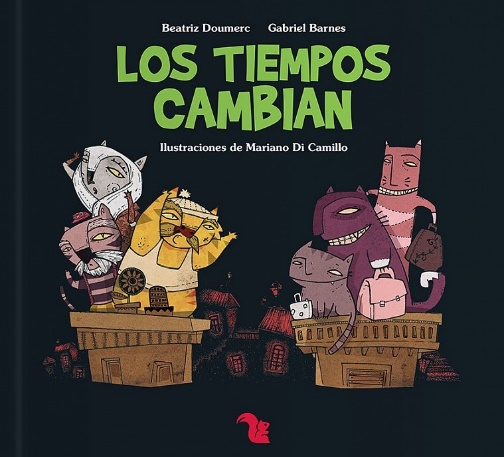 Beatriz Doumerc Gabriel Barnes
LOS TIEMPOS
CAMBIAN
Ilustraciones de Mariano Di Camillo